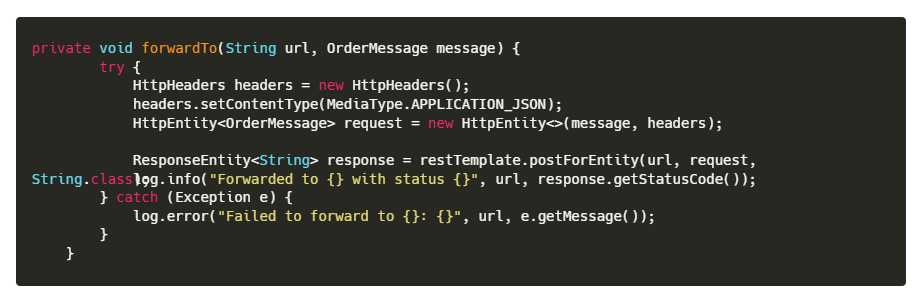 private void forwardTo(String url, OrderMessage message) {
        try {
            HttpHeaders headers = new HttpHeaders();
            headers.setContentType(MediaType.APPLICATION_JSON);
            HttpEntity<OrderMessage> request = new HttpEntity<>(message, headers);

            ResponseEntity<String> response = restTemplate.postForEntity(url, request,
String.class);
            log.info("Forwarded to {} with status {}", url, response.getStatusCode());
        } catch (Exception e) {
            log.error("Failed to forward to {}: {}", url, e.getMessage());
        }
    }